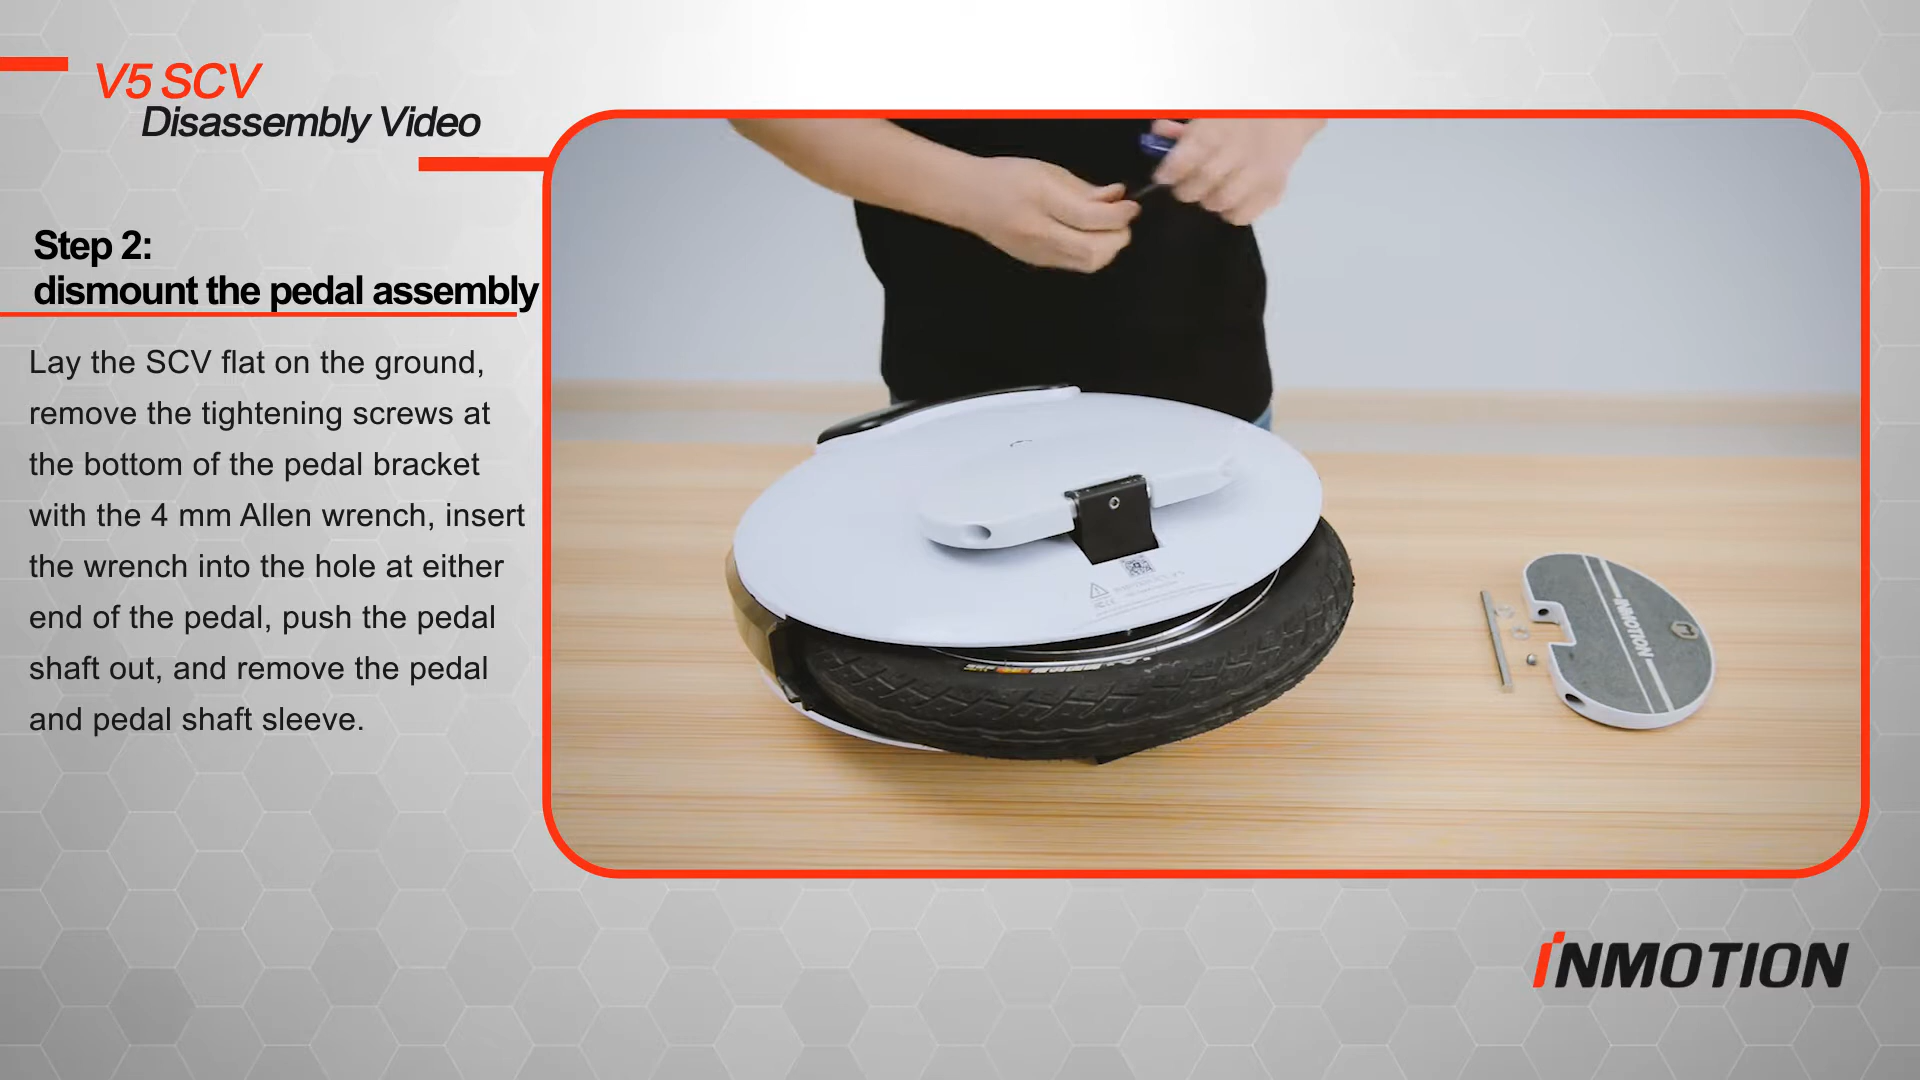 V5 SCV
Disassembly Video
Step 2:
dismount the pedal assembly
Lay the SCV flat on the ground,
remove the tightening screws at
the bottom of the pedal bracket
with the 4 mm Allen wrench, insert
the wrench into the hole at either
end of the pedal, push the pedal
shaft out, and remove the pedal
and pedal shaft sleeve.
INMOTION
iNMOTION